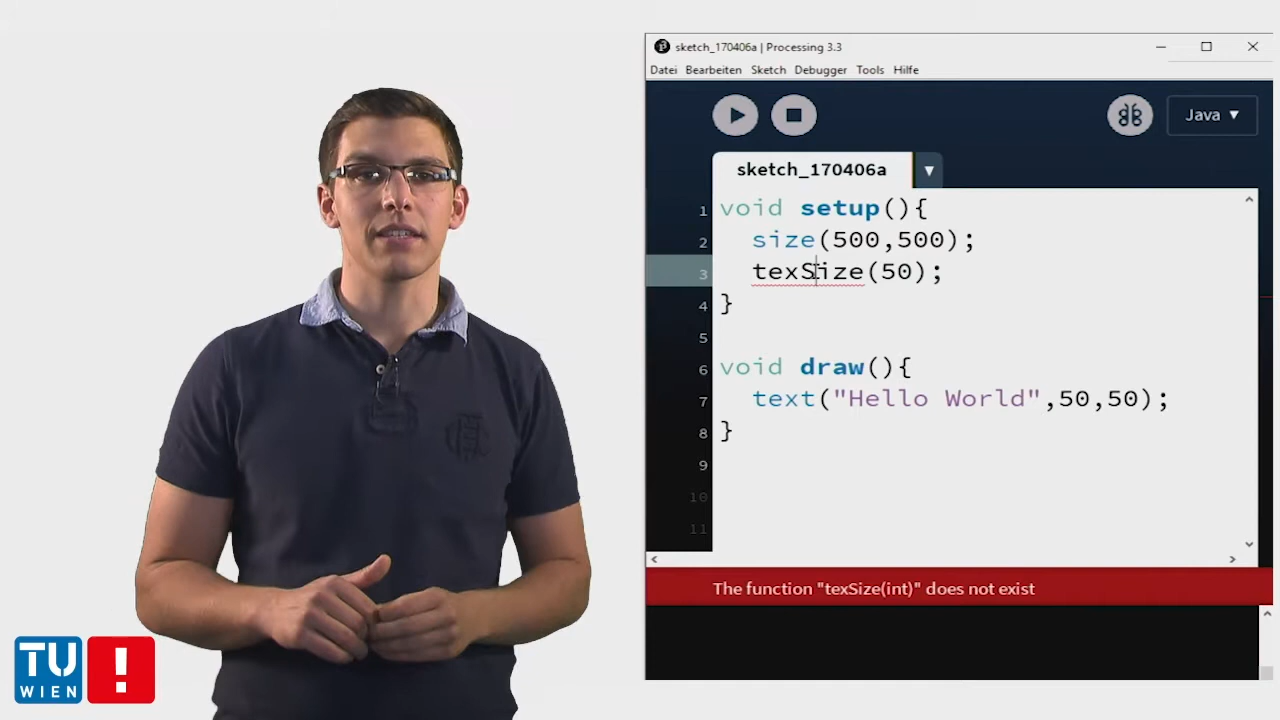 sketch_170406a | Processing 3.3
Datei Bearbeiten Sketch Debugger Tools Hilfe
Java ▼
sketch_170406a ▼
1 void setup(){
2 size(500,500);
3 texSize(50);
4 }
5
6 void draw(){
7 text("Hello World",50,50);
8 }
9
10
11
The function "texSize(int)" does not exist
TU
WIEN
!